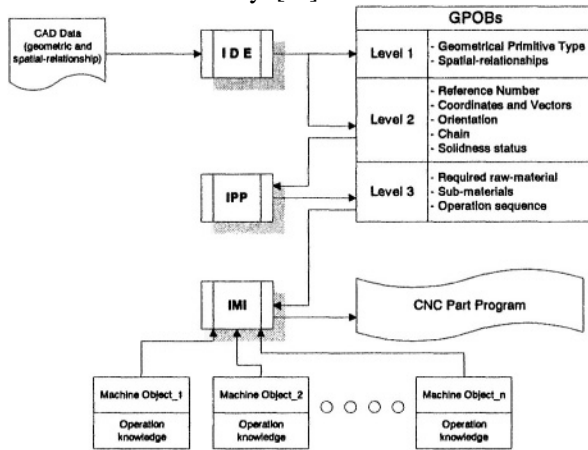 GPOBs
CAD Data
(geometric and
spatial-relationship)
I D E
Level 1
- Geometrical Primitive Type
- Spatial-relationships
Level 2
- Reference Number
- Coordinates and Vectors
- Orientation
- Chain
- Solidness status
IPP
Level 3
- Required raw-material
- Sub-materials
- Operation sequence
IMI
CNC Part Program
Machine Object_1
Operation
knowledge
Machine Object_2
Operation
knowledge
Machine Object_n
Operation
knowledge